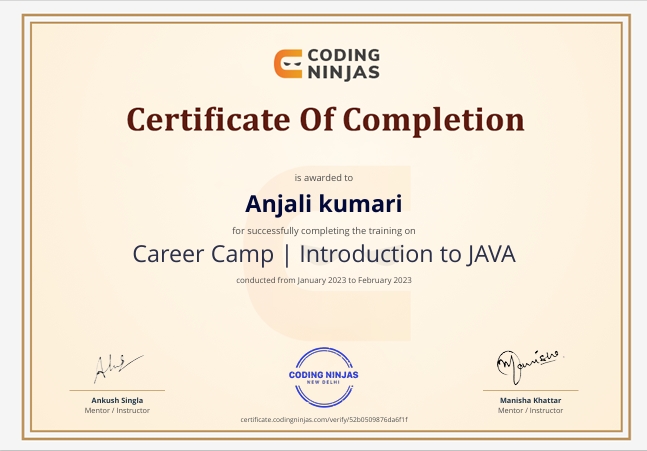 CODING
NINJAS
Certificate Of Completion
is awarded to
Anjali kumari
for successfully completing the training on
Career Camp | Introduction to JAVA
conducted from January 2023 to February 2023
CODING NINJAS
NEW DELHI
Ankush Singla
Mentor / Instructor
Manisha Khattar
Mentor / Instructor
certificate.codingninjas.com/verify/52b0509876da6f1f